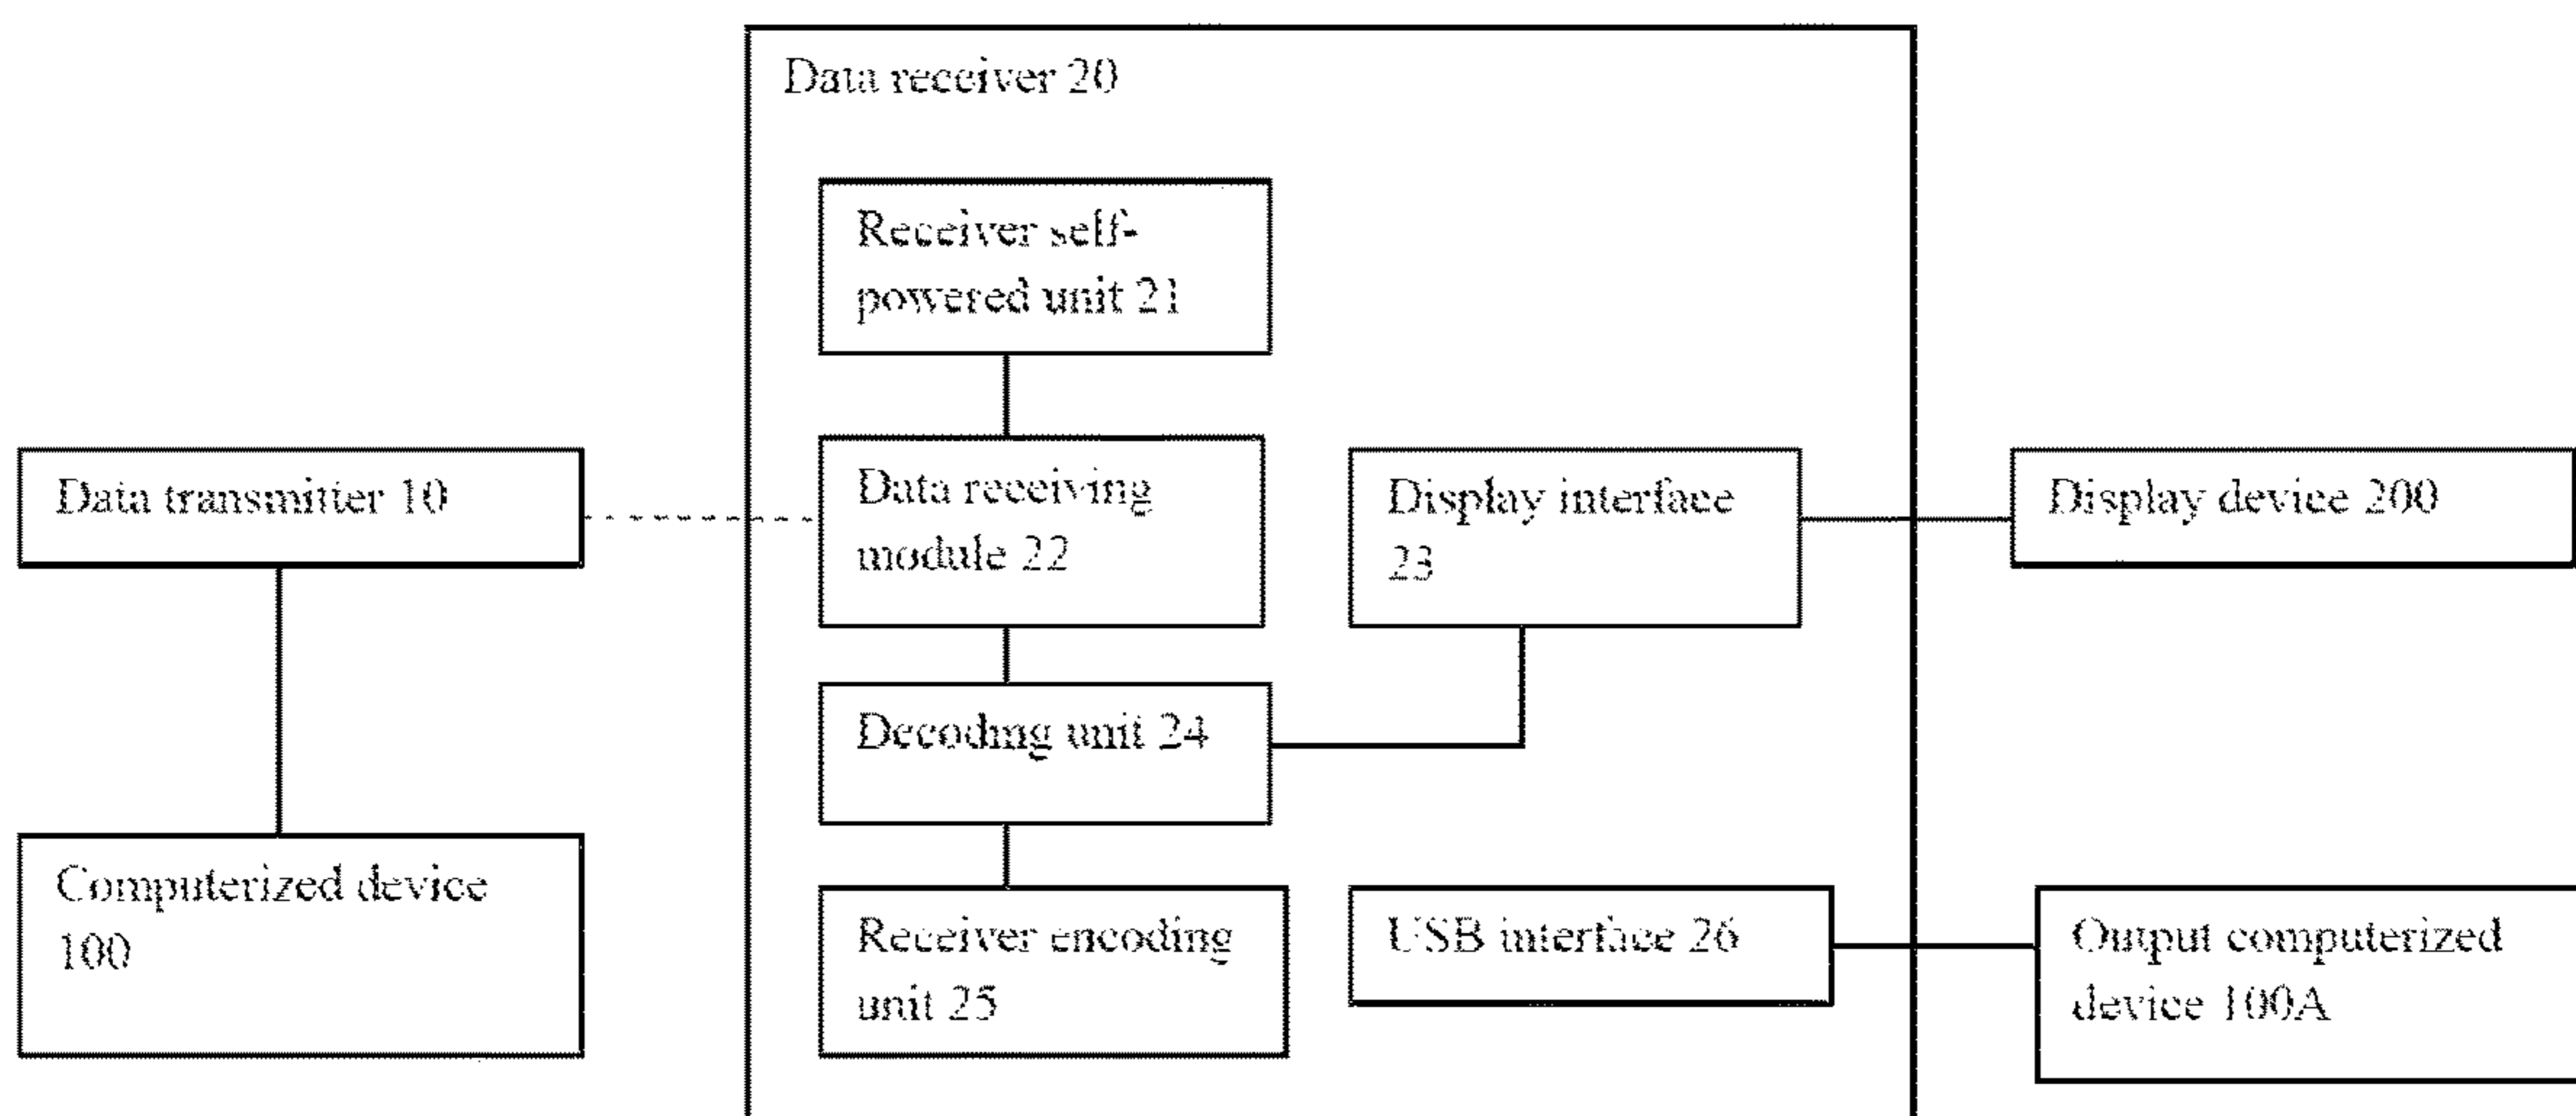 Data receiver 20
Receiver self-
powered unit 21
Data transmitter 10
Data receiving
module 22
Display interface
23
Display device 200
Decoding unit 24
Computerized device
100
Receiver encoding
unit 25
USB interface 26
Output computerized
device 100A